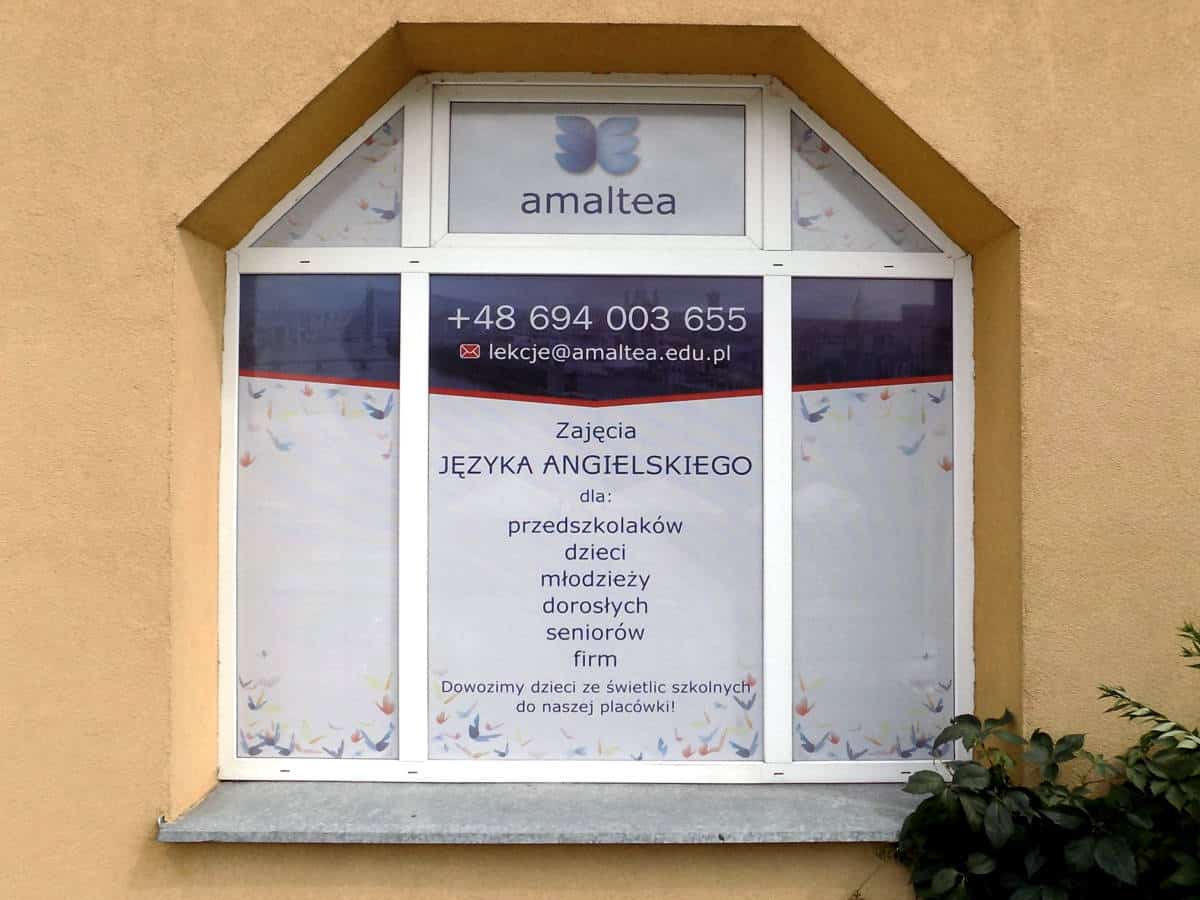 amaltea
+48 694 003 655
lekcje@amaltea.edu.pl
Zajęcia
JĘZYKA ANGIELSKIEGO
dla:
przedszkolaków
dzieci
młodzieży
dorosłych
seniorów
firm
Dowozimy dzieci ze świetlic szkolnych
do naszej placówki!